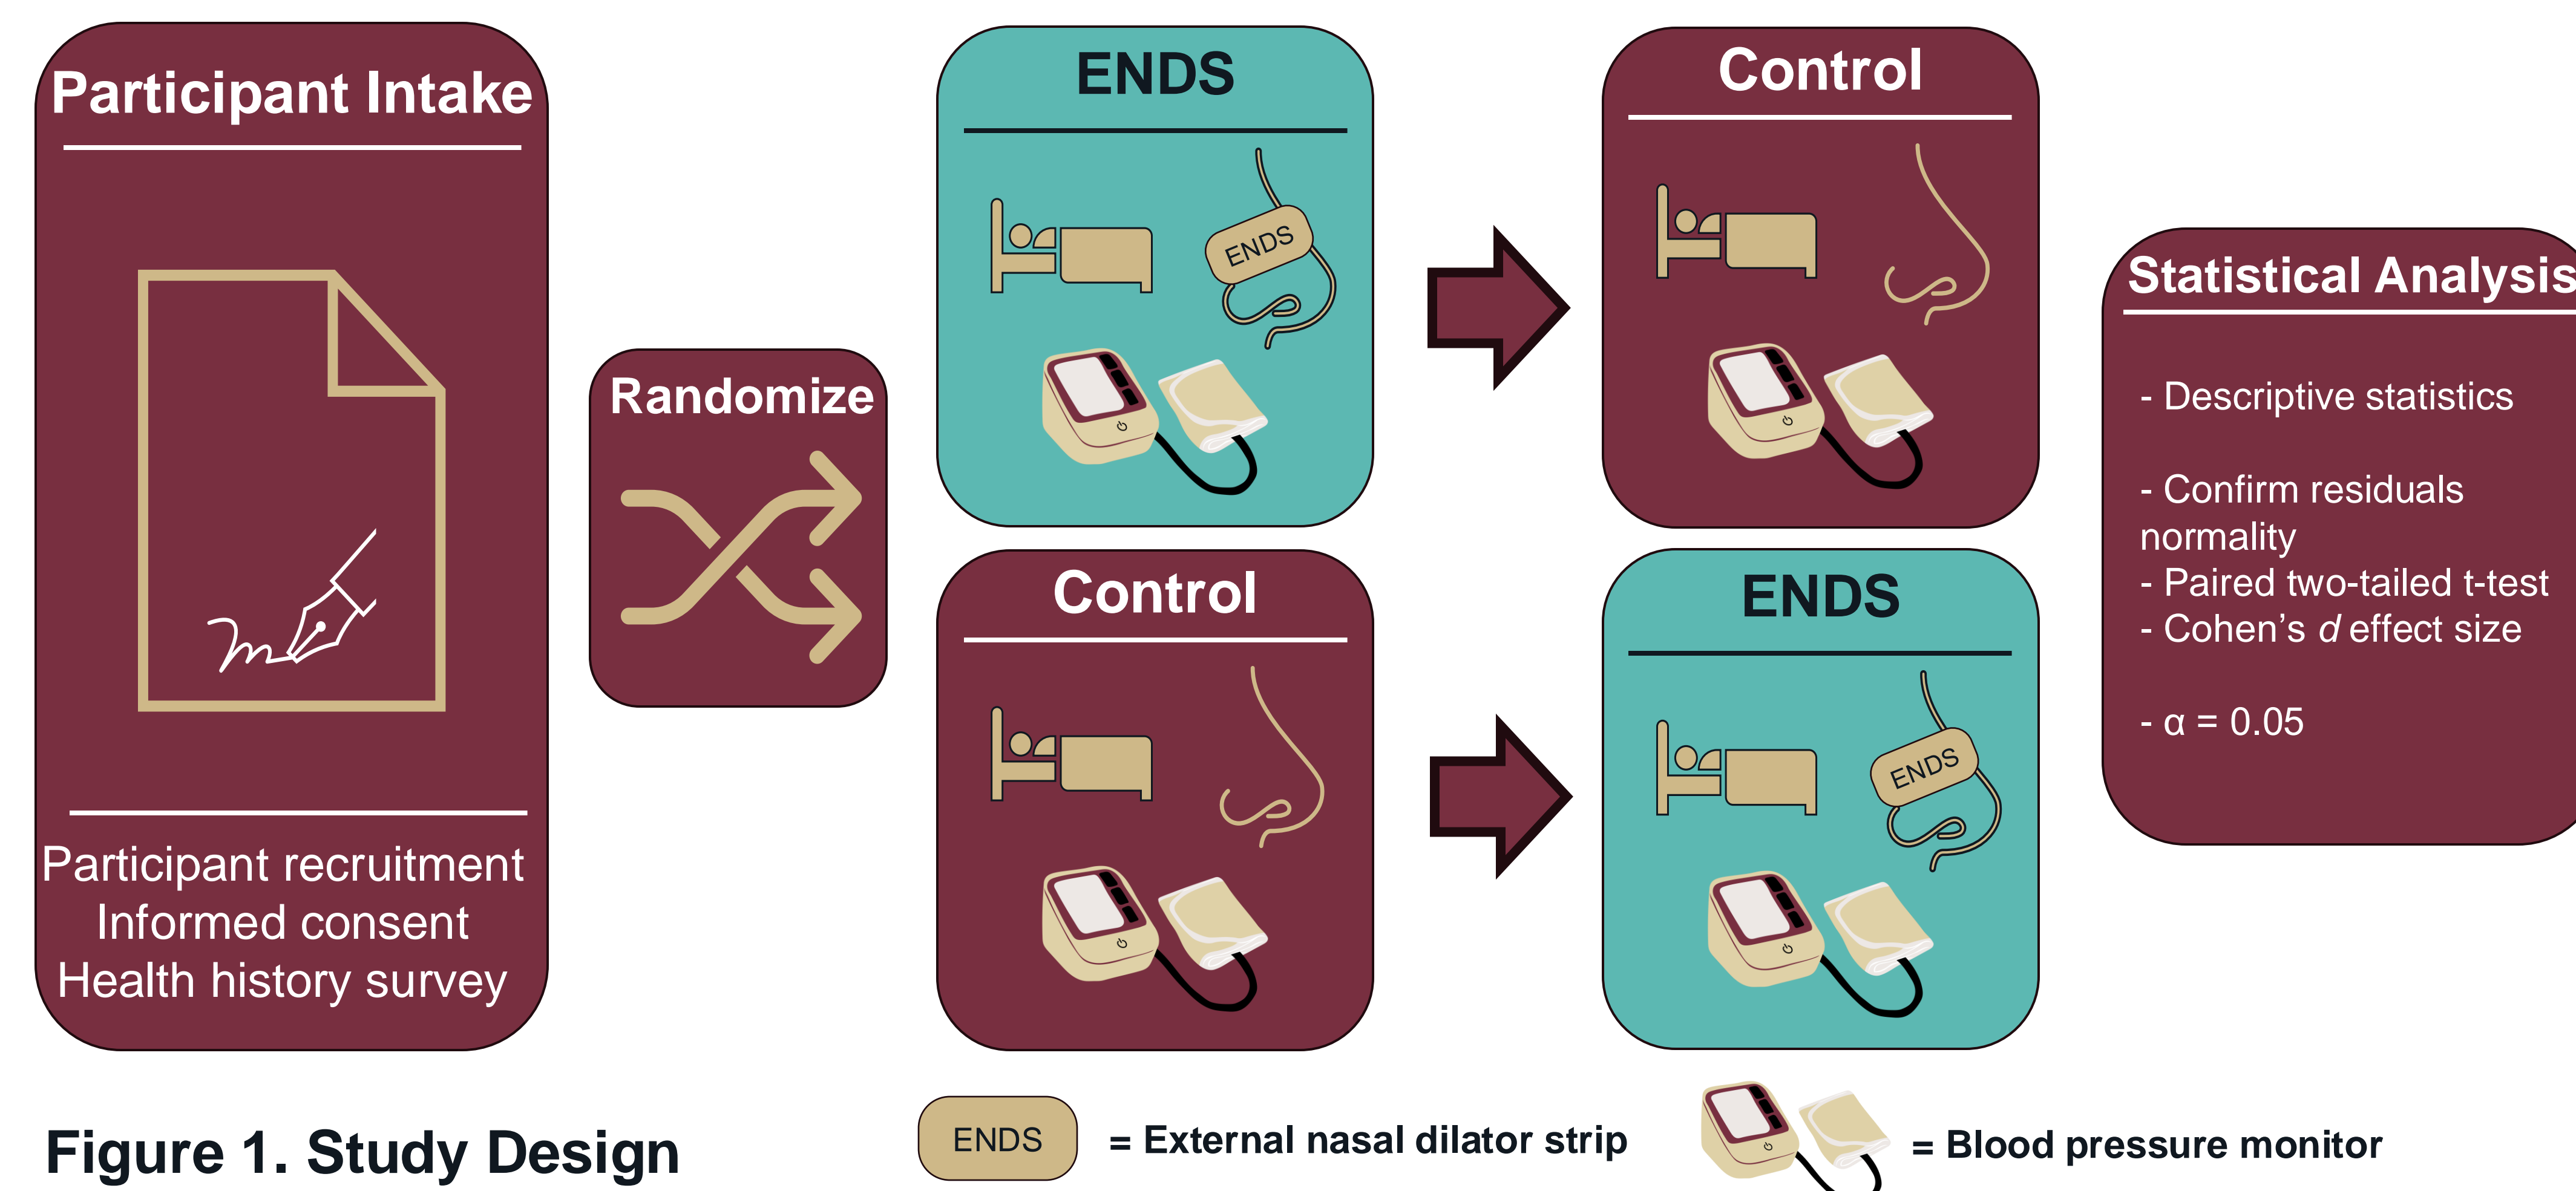 Participant Intake
Participant recruitment
Informed consent
Health history survey
Randomize
ENDS
ENDS
Control
Control
ENDS
ENDS
Statistical Analysis
- Descriptive statistics
- Confirm residuals
normality
- Paired two-tailed t-test
- Cohen’s d effect size
- α = 0.05
Figure 1. Study Design
ENDS = External nasal dilator strip
= Blood pressure monitor